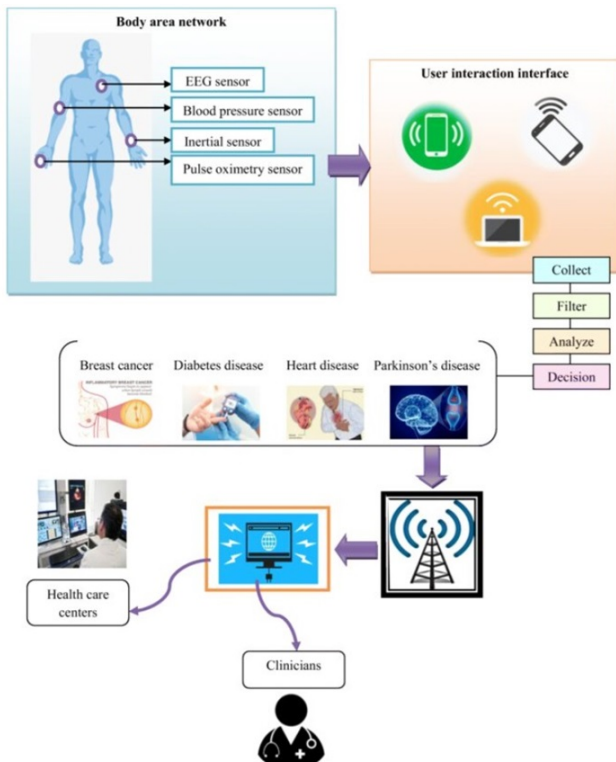 Body area network
EEG sensor
Blood pressure sensor
Inertial sensor
Pulse oximetry sensor
User interaction interface
Collect
Filter
Analyze
Decision
Breast cancer
Diabetes disease
Heart disease
Parkinson's disease
INFLAMMATORY BREAST CANCER
Health care
centers
Clinicians